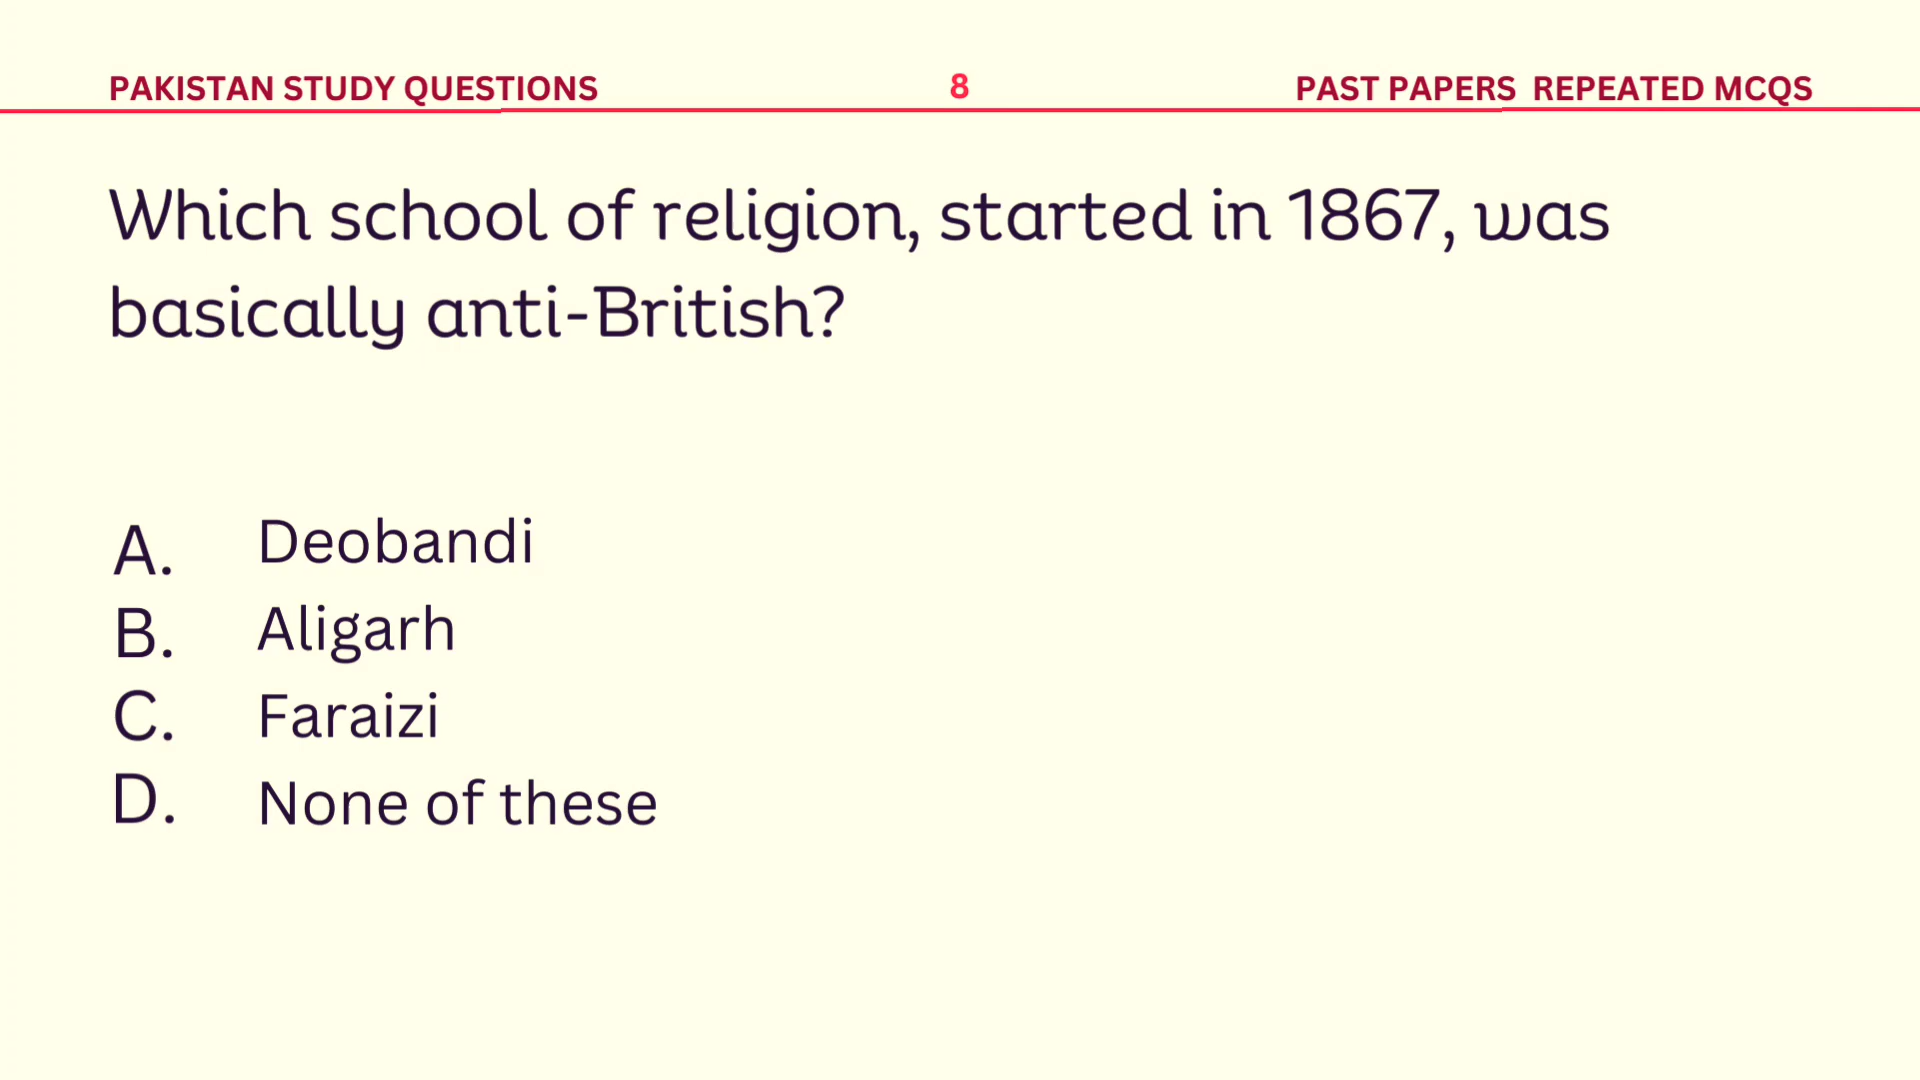 PAKISTAN STUDY QUESTIONS 8 PAST PAPERS REPEATED MCQS
Which school of religion, started in 1867, was
basically anti-British?
A. Deobandi
B. Aligarh
C. Faraizi
D. None of these